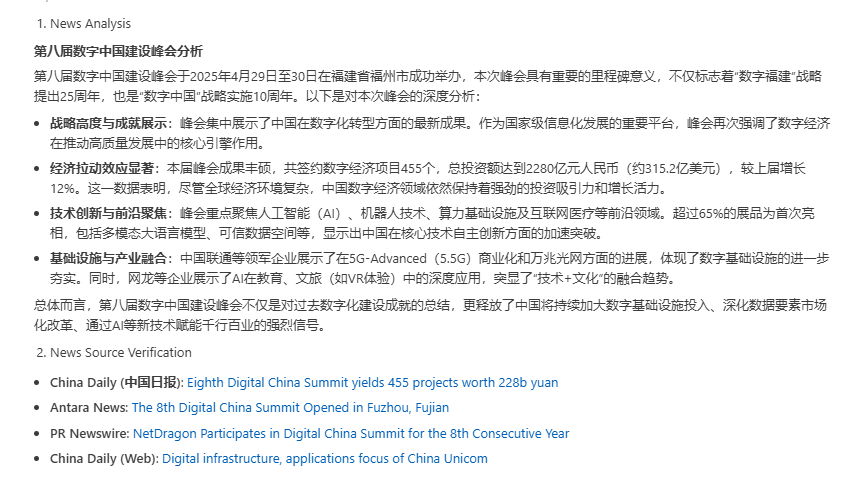 1. News Analysis
第八届数字中国建设峰会分析
第八届数字中国建设峰会于2025年4月29日至30日在福建省福州市成功举办，本次峰会具有重要的里程碑意义，不仅标志着“数字福建”战略
提出25周年，也是“数字中国”战略实施10周年。以下是对本次峰会的深度分析：
• 战略高度与成就展示：峰会集中展示了中国在数字化转型方面的最新成果。作为国家级信息化发展的重要平台，峰会再次强调了数字经济
在推动高质量发展中的核心引擎作用。
• 经济拉动效应显著：本届峰会成果丰硕，共签约数字经济项目455个，总投资额达到2280亿元人民币（约315.2亿美元），较上届增长
12%。这一数据表明，尽管全球经济环境复杂，中国数字经济领域依然保持着强劲的投资吸引力和增长活力。
• 技术创新与前沿聚焦：峰会重点聚焦人工智能（AI）、机器人技术、算力基础设施及互联网医疗等前沿领域。超过65%的展品为首次亮
相，包括多模态大语言模型、可信数据空间等，显示出中国在核心技术自主创新方面的加速突破。
• 基础设施与产业融合：中国联通等领军企业展示了在5G-Advanced（5.5G）商业化和万兆光网方面的进展，体现了数字基础设施的进一步
夯实。同时，网龙等企业展示了AI在教育、文旅（如VR体验）中的深度应用，突显了“技术+文化”的融合趋势。
总体而言，第八届数字中国建设峰会不仅是对过去数字化建设成就的总结，更释放了中国将持续加大数字基础设施投入、深化数据要素市场
化改革、通过AI等新技术赋能千行百业的强烈信号。
2. News Source Verification
• China Daily (中国日报): Eighth Digital China Summit yields 455 projects worth 228b yuan
• Antara News: The 8th Digital China Summit Opened in Fuzhou, Fujian
• PR Newswire: NetDragon Participates in Digital China Summit for the 8th Consecutive Year
• China Daily (Web): Digital infrastructure, applications focus of China Unicom